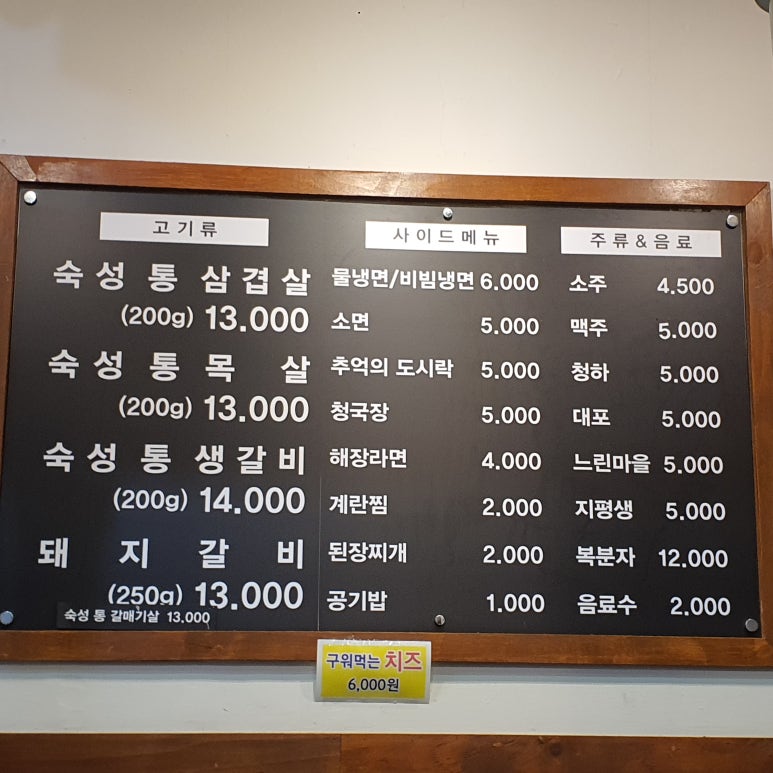 고기류
숙성 통 삼겹살
(200g) 13.000
숙성 통 목 살
(200g) 13.000
숙성 통 생갈비
(200g) 14.000
돼 지 갈 비
(250g) 13.000
숙성 통 갈매기살 13.000
사이드메뉴
물냉면/비빔냉면 6.000
소면 5.000
추억의 도시락 5.000
청국장 5.000
해장라면 4.000
계란찜 2.000
된장찌개 2.000
공기밥 1.000
주류&음료
소주 4.500
맥주 5.000
청하 5.000
대포 5.000
느린마을 5.000
지평생 5.000
복분자 12.000
음료수 2.000
구워먹는 치즈
6,000원